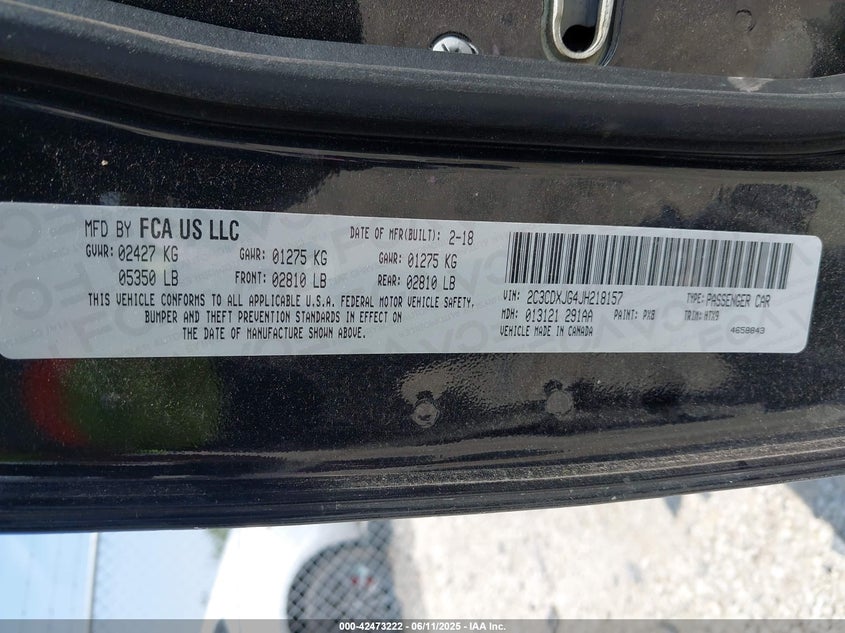 MFD BY FCA US LLC
DATE OF MFR(BUILT): 2-18
GVWR: 02427 KG GAWR: 01275 KG GAWR: 01275 KG
05350 LB FRONT: 02810 LB REAR: 02810 LB
THIS VEHICLE CONFORMS TO ALL APPLICABLE U.S.A. FEDERAL MOTOR VEHICLE SAFETY,
BUMPER AND THEFT PREVENTION STANDARDS IN EFFECT ON
THE DATE OF MANUFACTURE SHOWN ABOVE.
VIN: 2C3CDXJG4JH218157 TYPE: PASSENGER CAR
MDH: 013121 291AA PAINT: PX8 TRIM: HTX9
VEHICLE MADE IN CANADA 4658843
000-42473222 - 06/11/2025 - IAA Inc.